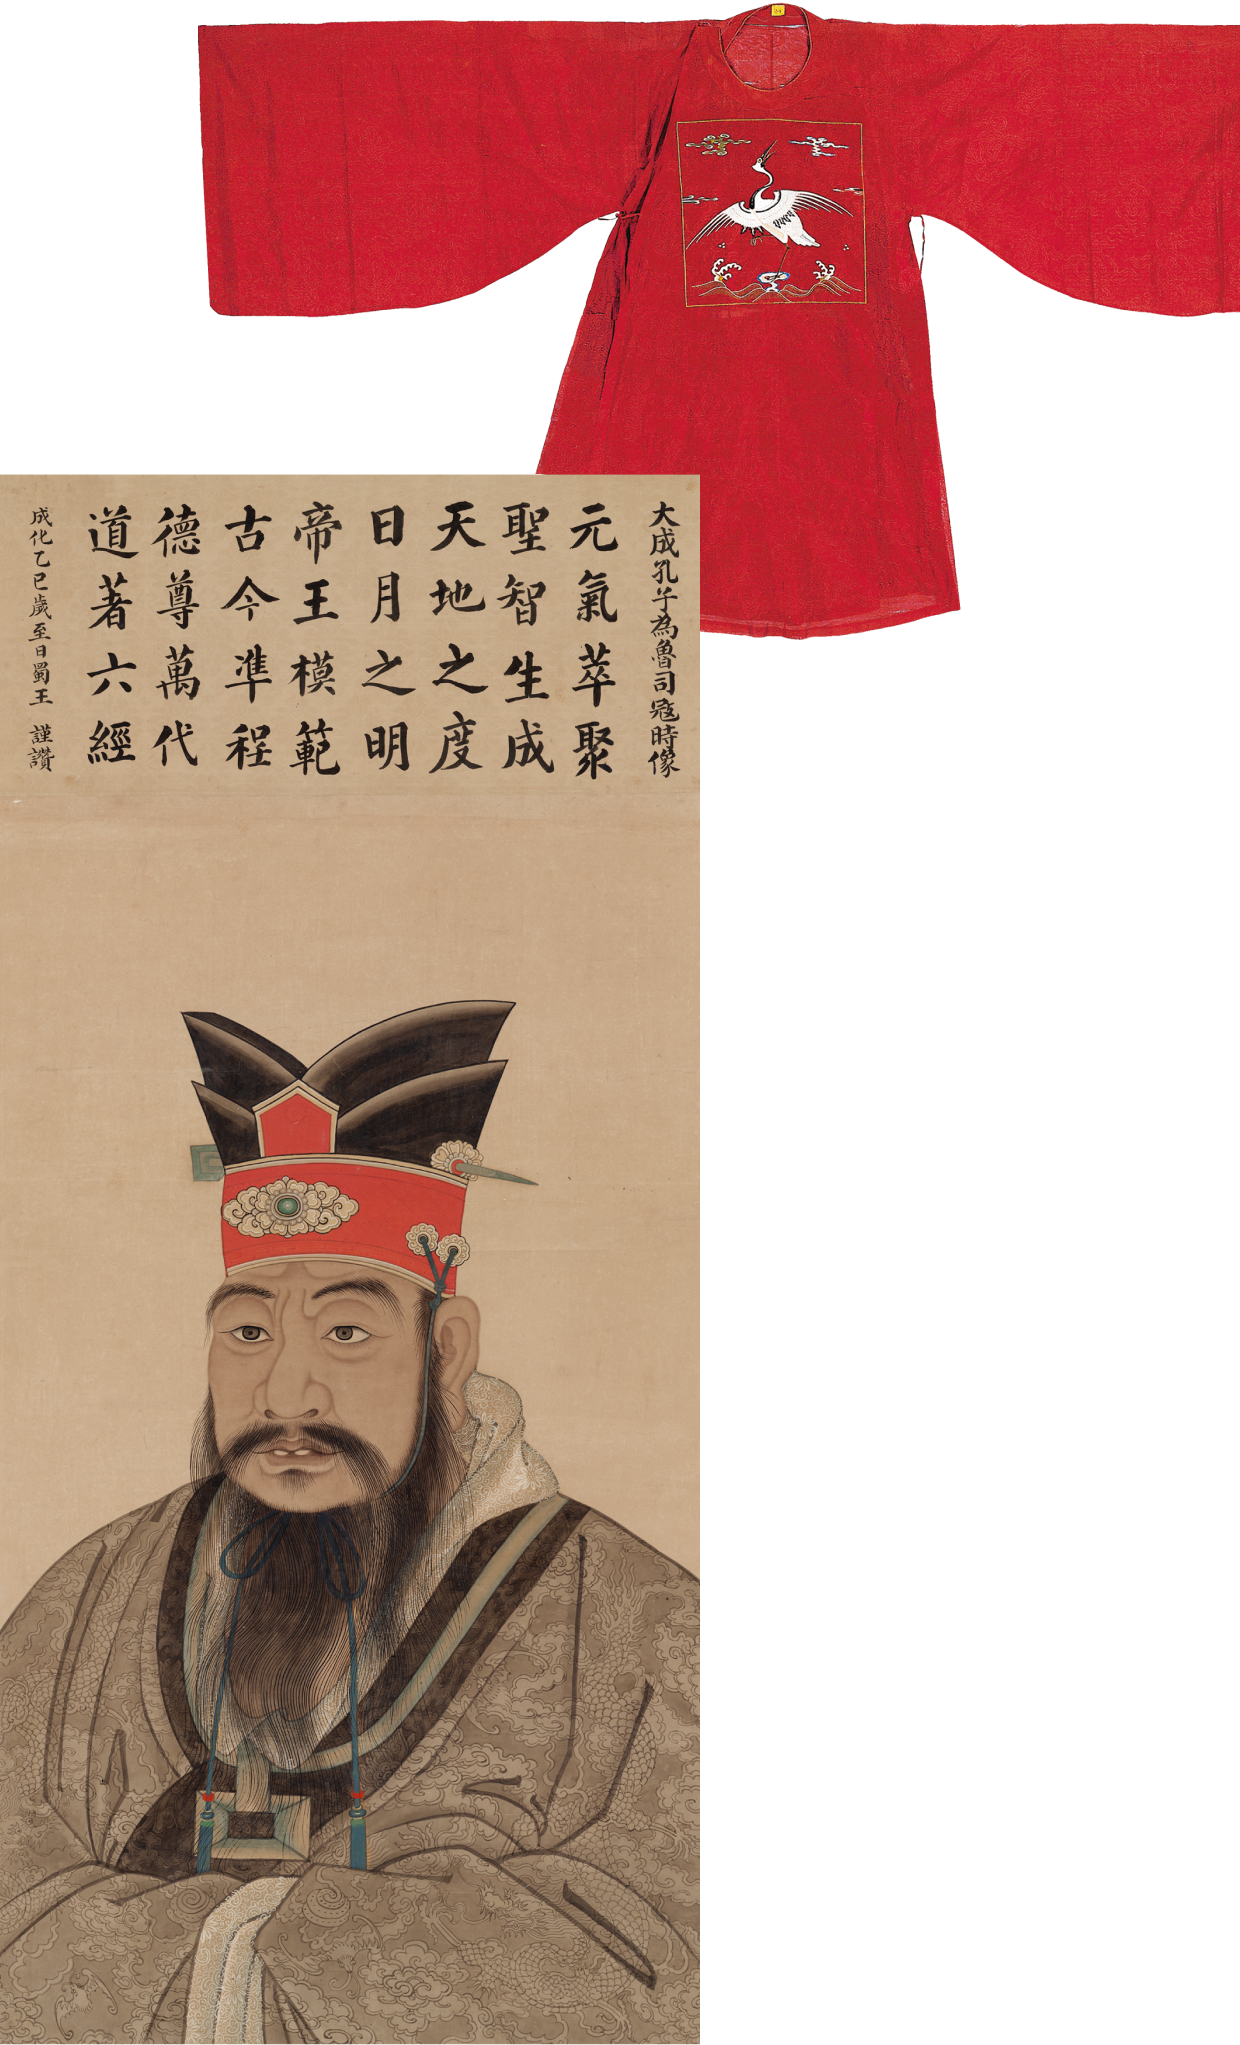 大成孔子為魯司寇時像
元氣萃聚
聖智生成
天地之度
日月之明
帝王模範
古今準程
德尊萬代
道著六經
成化乙巳歲至日蜀王 謹讚